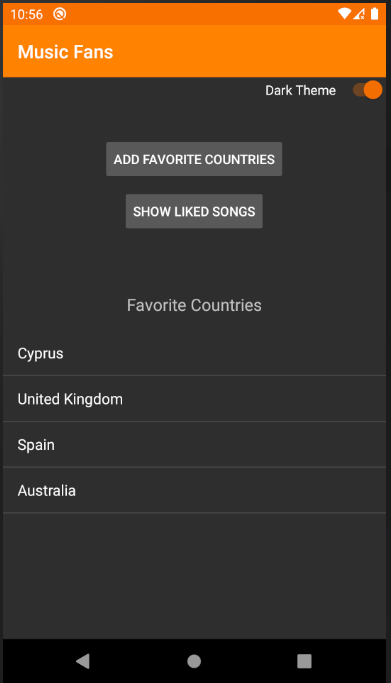 10:56
Music Fans
Dark Theme
ADD FAVORITE COUNTRIES
SHOW LIKED SONGS
Favorite Countries
Cyprus
United Kingdom
Spain
Australia